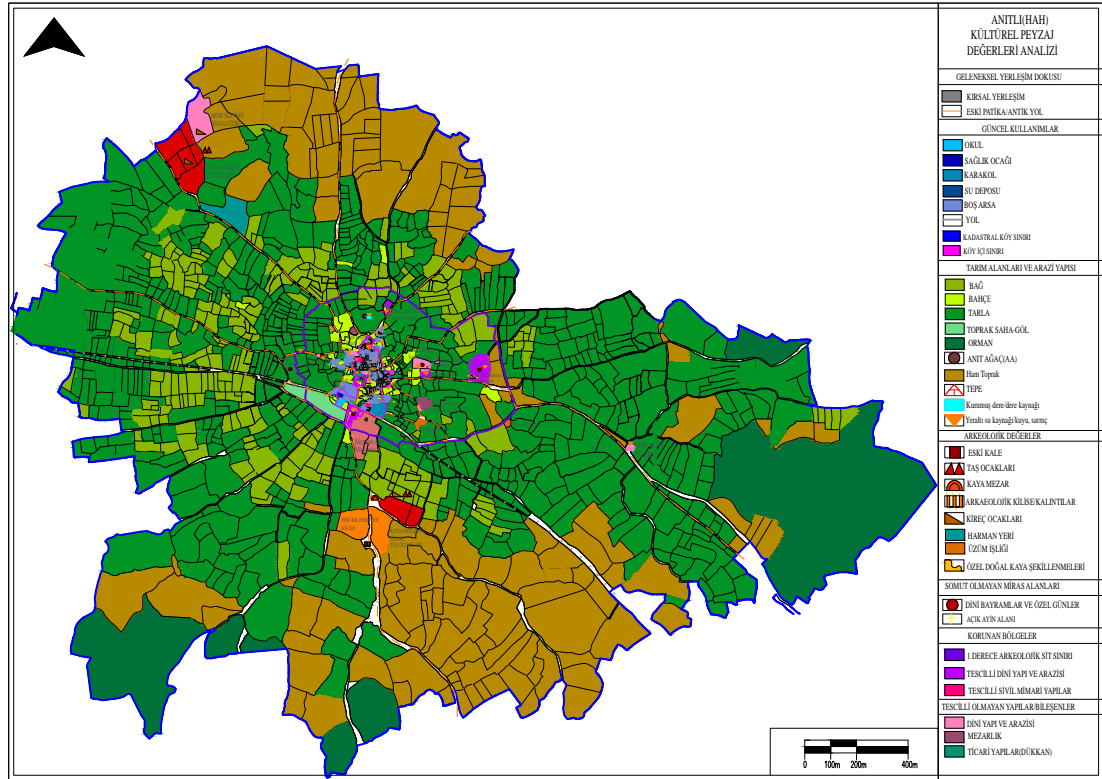 ANITLI(HAH)
KÜLTÜREL PEYZAJ
DEĞERLERİ ANALİZİ
GELENEKSEL YERLEŞİM DOKUSU
KIRSAL YERLEŞİM
ESKİ PATİKA/ANTİK YOL
GÜNCEL KULLANIMLAR
OKUL
SAĞLIK OCAĞI
KARAKOL
SU DEPOSU
BOŞ ARSA
YOL
KADASTRAL KÖY SINIRI
KÖY İÇİ SINIRI
TARIM ALANLARI VE ARAZİ YAPISI
BAĞ
BAHÇE
TARLA
TOPRAK SAHA-GÖL
ORMAN
ANIT AĞAÇ(AA)
Ham Toprak
TEPE
Kurumuş dere/dere kaynağı
Yeraltı su kaynağı/kuyu, sarnıç
ARKEOLOJİK DEĞERLER
ESKİ KALE
TAŞ OCAKLARI
KAYA MEZAR
ARKAEOLOJİK KİLİSE/KALINTILAR
KİREÇ OCAKLARI
HARMAN YERİ
ÜZÜM İŞLİĞİ
ÖZEL DOĞAL KAYA ŞEKİLLENMELERİ
SOMUT OLMAYAN MİRAS ALANLARI
DİNİ BAYRAMLAR VE ÖZEL GÜNLER
AÇIK AYİN ALANI
KORUNAN BÖLGELER
1.DERECE ARKEOLOJİK SİT SINIRI
TESCİLLİ DİNİ YAPI VE ARAZİSİ
TESCİLLİ SİVİL MİMARİ YAPILAR
TESCİLLİ OLMAYAN YAPILAR/BİLEŞENLER
DİNİ YAPI VE ARAZİSİ
MEZARLIK
TİCARİ YAPILAR(DÜKKAN)
0 100m 200m 400m